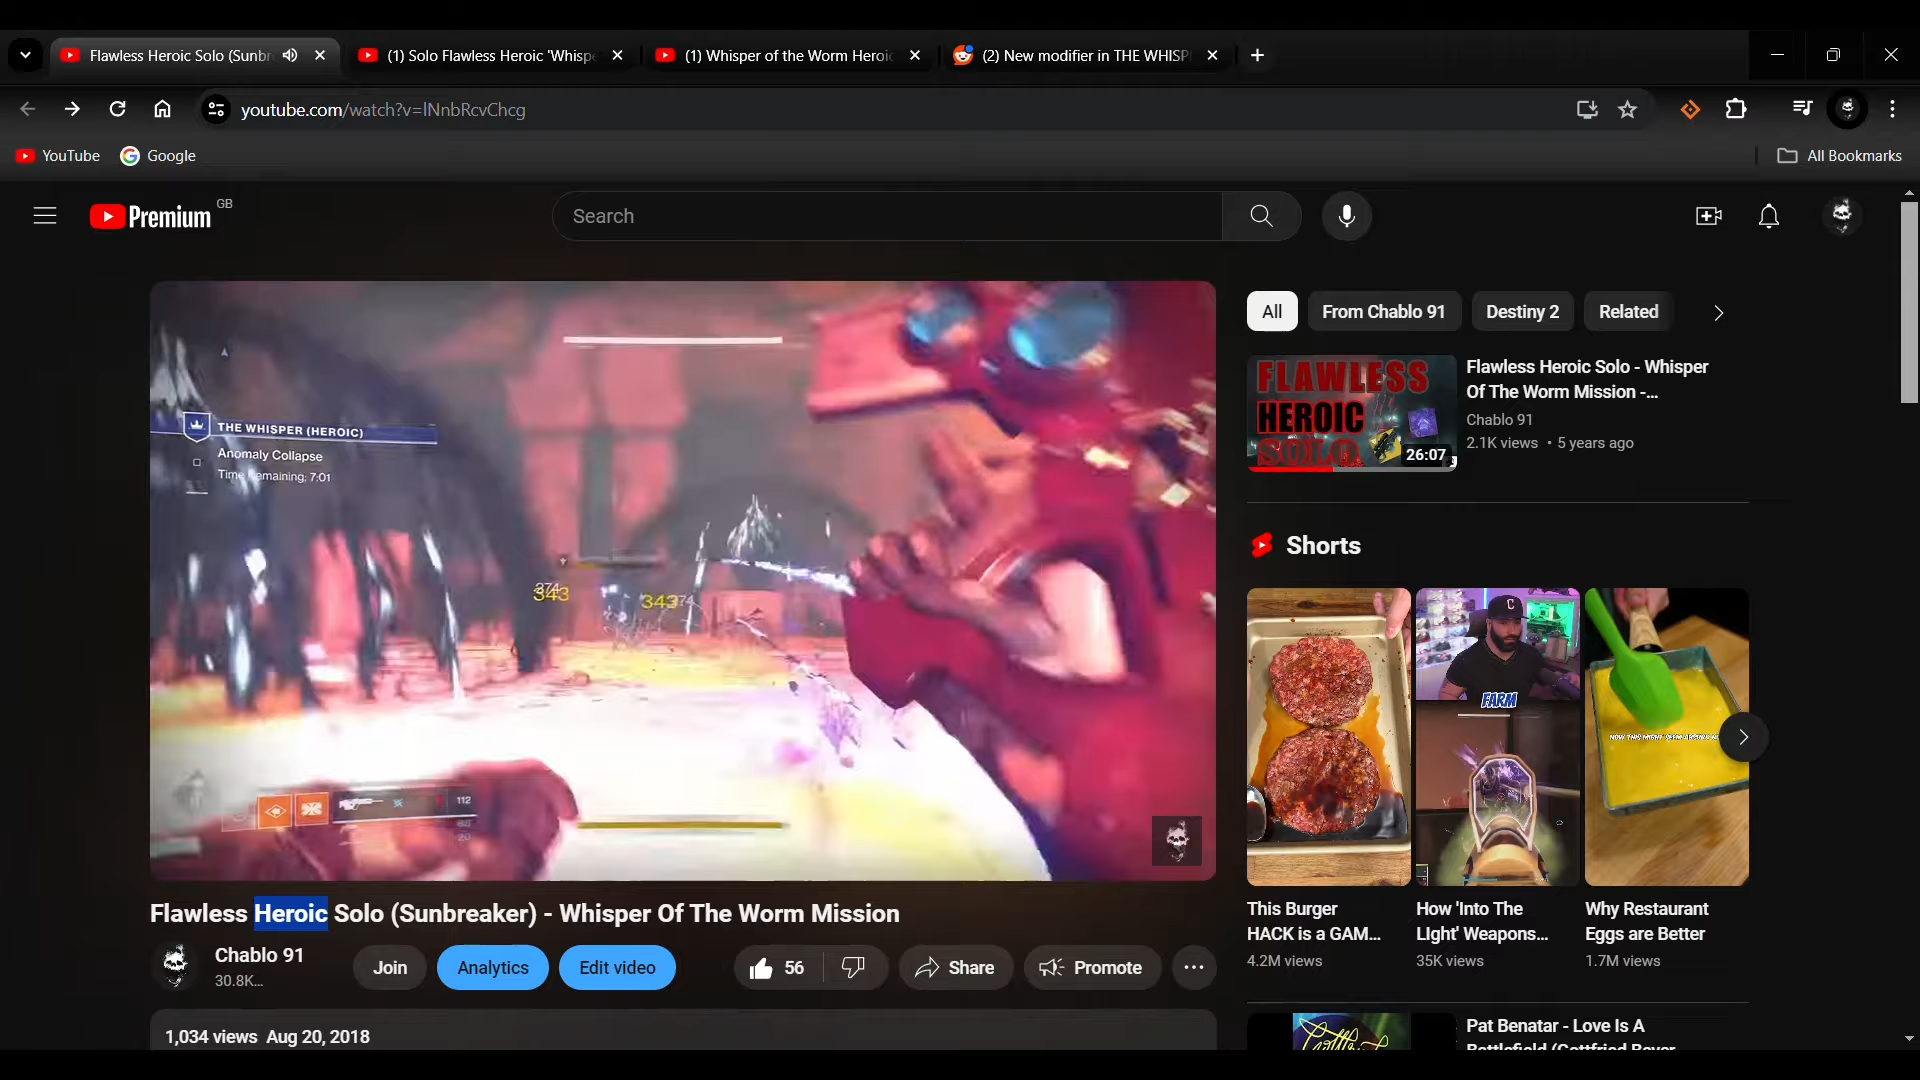 Flawless Heroic Solo (Sunbr
(1) Solo Flawless Heroic 'Whispe
(1) Whisper of the Worm Heroic
(2) New modifier in THE WHISP
youtube.com/watch?v=lNnbRcvChcg
YouTube
Google
All Bookmarks
Premium GB
Search
THE WHISPER (HEROIC)
Anomaly Collapse
Time Remaining: 7:01
374
343
343
112
All
From Chablo 91
Destiny 2
Related
FLAWLESS
HEROIC
SOLO
26:07
Flawless Heroic Solo - Whisper
Of The Worm Mission -...
Chablo 91
2.1K views • 5 years ago
Shorts
FARM
This Burger
HACK is a GAM...
4.2M views
How 'Into The
LIght' Weapons...
35K views
Why Restaurant
Eggs are Better
1.7M views
Flawless Heroic Solo (Sunbreaker) - Whisper Of The Worm Mission
Chablo 91
30.8K...
Join
Analytics
Edit video
56
Share
Promote
1,034 views Aug 20, 2018
Pat Benatar - Love Is A